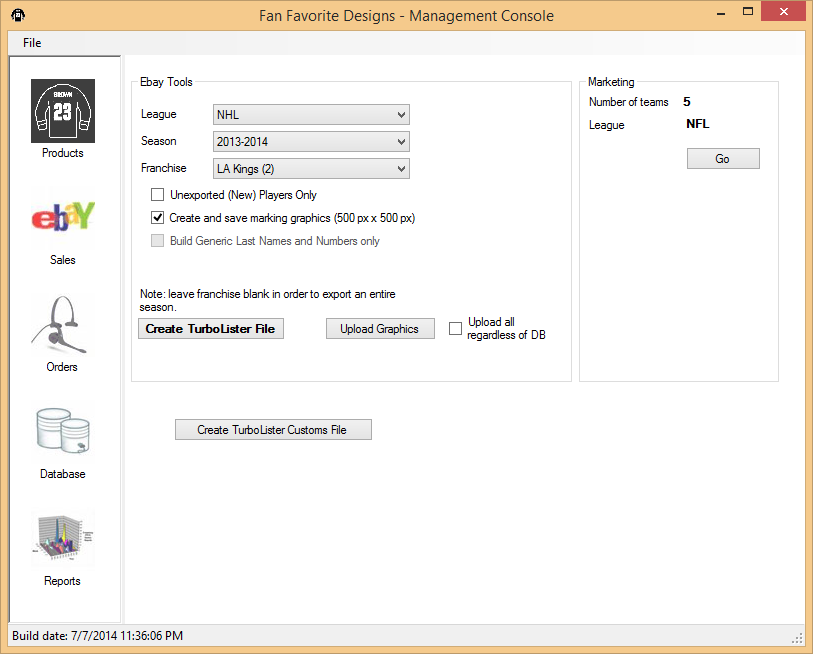 Fan Favorite Designs - Management Console
File
BROWN
23
Products
ebay
Sales
Orders
Database
Reports
Ebay Tools
League
NHL
Season
2013-2014
Franchise
LA Kings (2)
Unexported (New) Players Only
Create and save marking graphics (500 px x 500 px)
Build Generic Last Names and Numbers only
Note: leave franchise blank in order to export an entire
season.
Create TurboLister File
Upload Graphics
Upload all
regardless of DB
Create TurboLister Customs File
Marketing
Number of teams 5
League NFL
Go
Build date: 7/7/2014 11:36:06 PM